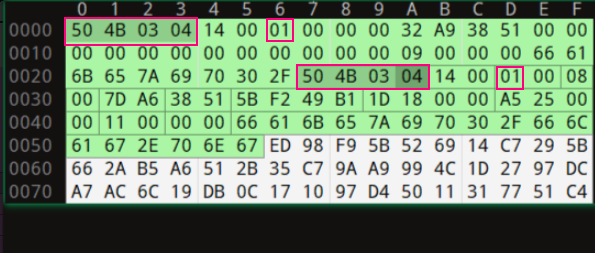 0 1 2 3 4 5 6 7 8 9 A B C D E F
0000 50 4B 03 04 14 00 01 00 00 00 32 A9 38 51 00 00
0010 00 00 00 00 00 00 00 00 00 09 00 00 00 00 66 61
0020 6B 65 7A 69 70 30 2F 50 4B 03 04 14 00 01 00 08
0030 00 7D A6 38 51 5B F2 49 B1 1D 18 00 00 A5 25 00
0040 00 11 00 00 00 66 61 6B 65 7A 69 70 30 2F 66 6C
0050 61 67 2E 70 6E 67 ED 98 F9 5B 52 69 14 C7 29 5B
0060 66 2A B5 A6 51 2B 35 C7 9A A9 99 4C 1D 27 97 DC
0070 A7 AC 6C 19 DB 0C 17 10 97 D4 50 11 31 77 51 C4